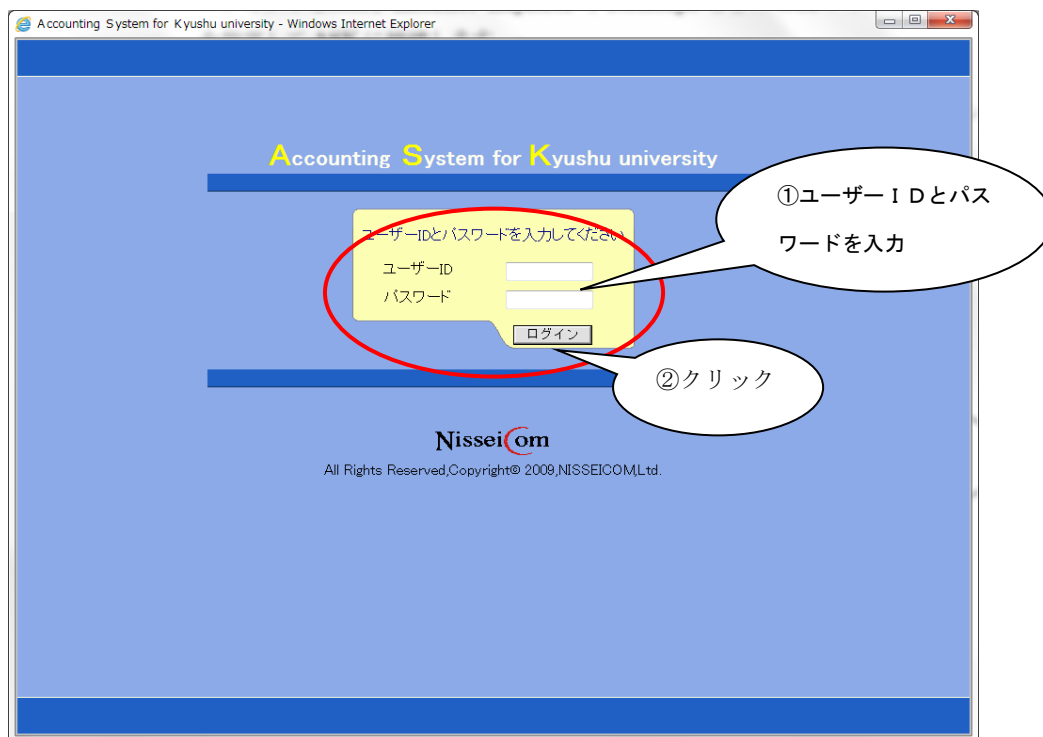 Accounting System for Kyushu university - Windows Internet Explorer
Accounting System for Kyushu university
①ユーザーＩＤとパス
ワードを入力
ユーザーIDとパスワードを入力してください
ユーザーID
パスワード
ログイン
②クリック
NisseiCom
All Rights Reserved,Copyright© 2009,NISSEICOM,Ltd.